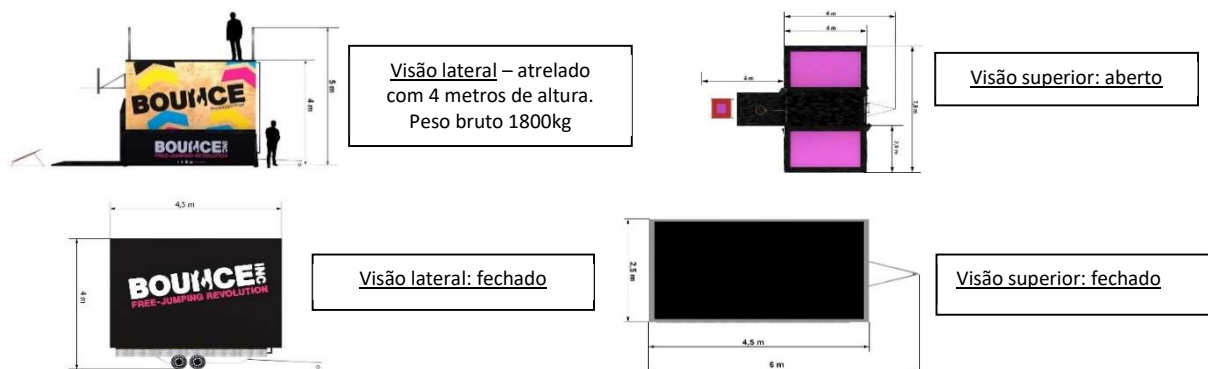 BOUNCE
BOUNCE INC
FREE-JUMPING REVOLUTION
4 m
5 m
Visão lateral – atrelado
com 4 metros de altura.
Peso bruto 1800kg
6 m
4 m
4 m
Visão superior: aberto
4,5 m
4 m
BOUNCE INC
FREE-JUMPING REVOLUTION
Visão lateral: fechado
2,5 m
4,5 m
6 m
Visão superior: fechado